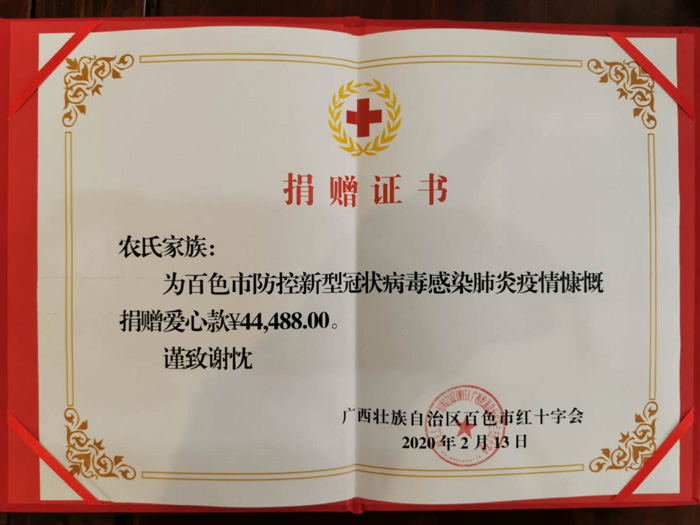 捐赠证书
农氏家族：
为百色市防控新型冠状病毒感染肺炎疫情慷慨
捐赠爱心款¥44,488.00。
谨致谢忱
广西壮族自治区百色市红十字会
2020年2月13日